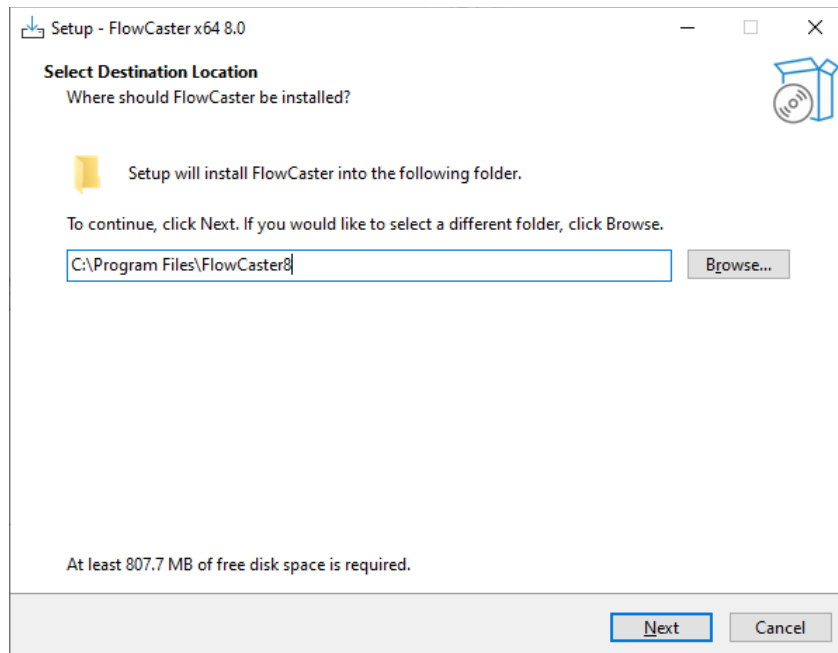 Setup - FlowCaster x64 8.0
Select Destination Location
Where should FlowCaster be installed?
Setup will install FlowCaster into the following folder.
To continue, click Next. If you would like to select a different folder, click Browse.
C:\Program Files\FlowCaster8
Browse...
At least 807.7 MB of free disk space is required.
Next
Cancel